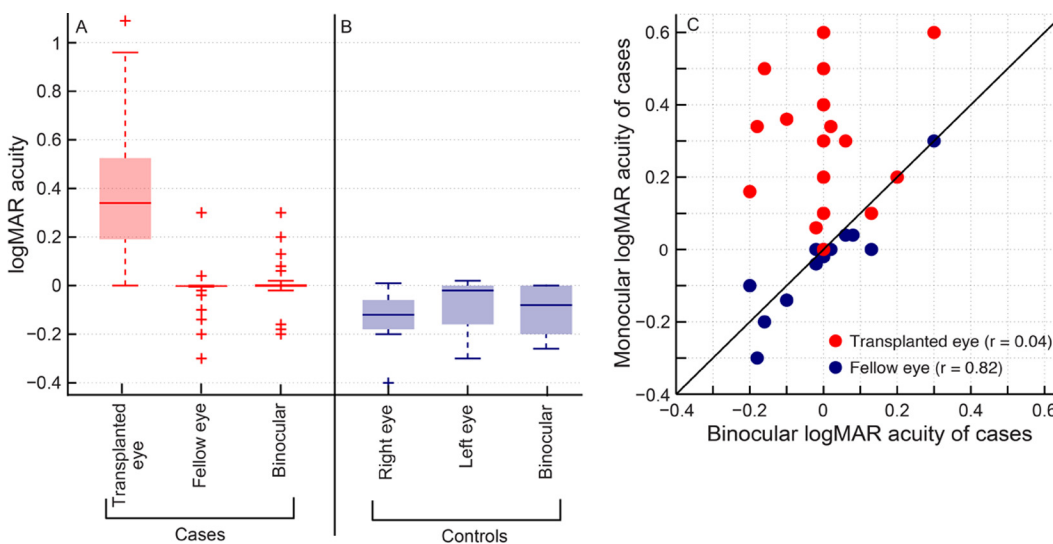 A
B
logMAR acuity
1
0.8
0.6
0.4
0.2
0
−0.2
−0.4
Transplanted
eye
Fellow eye
Binocular
Cases
Right eye
Left eye
Binocular
Controls
C
Monocular logMAR acuity of cases
0.6
0.4
0.2
0
−0.2
−0.4
Transplanted eye (r = 0.04)
Fellow eye (r = 0.82)
−0.4
−0.2
0
0.2
0.4
0.6
Binocular logMAR acuity of cases